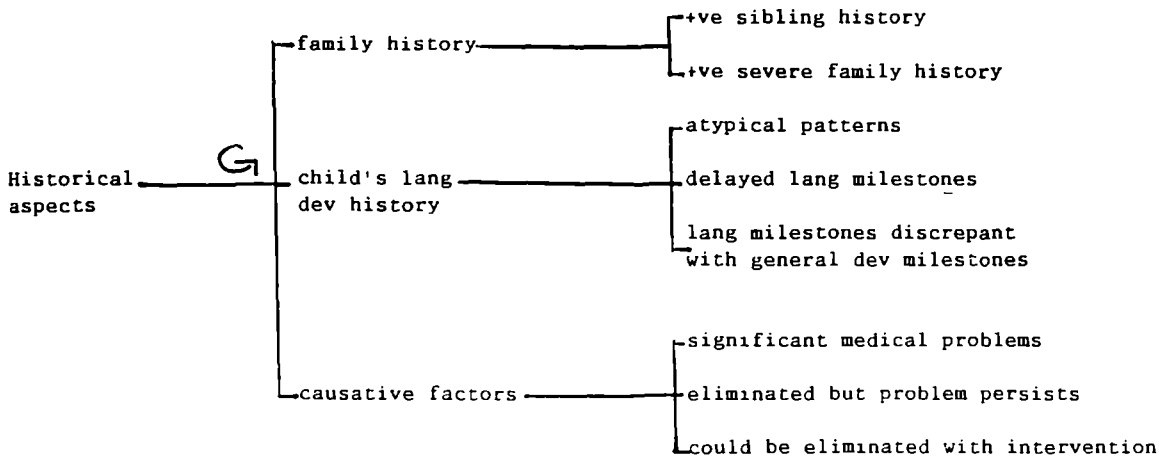 +ve sibling history
family history
+ve severe family history
atypical patterns
Historical
aspects
child's lang
dev history
delayed lang milestones
lang milestones discrepant
with general dev milestones
significant medical problems
causative factors
eliminated but problem persists
could be eliminated with intervention